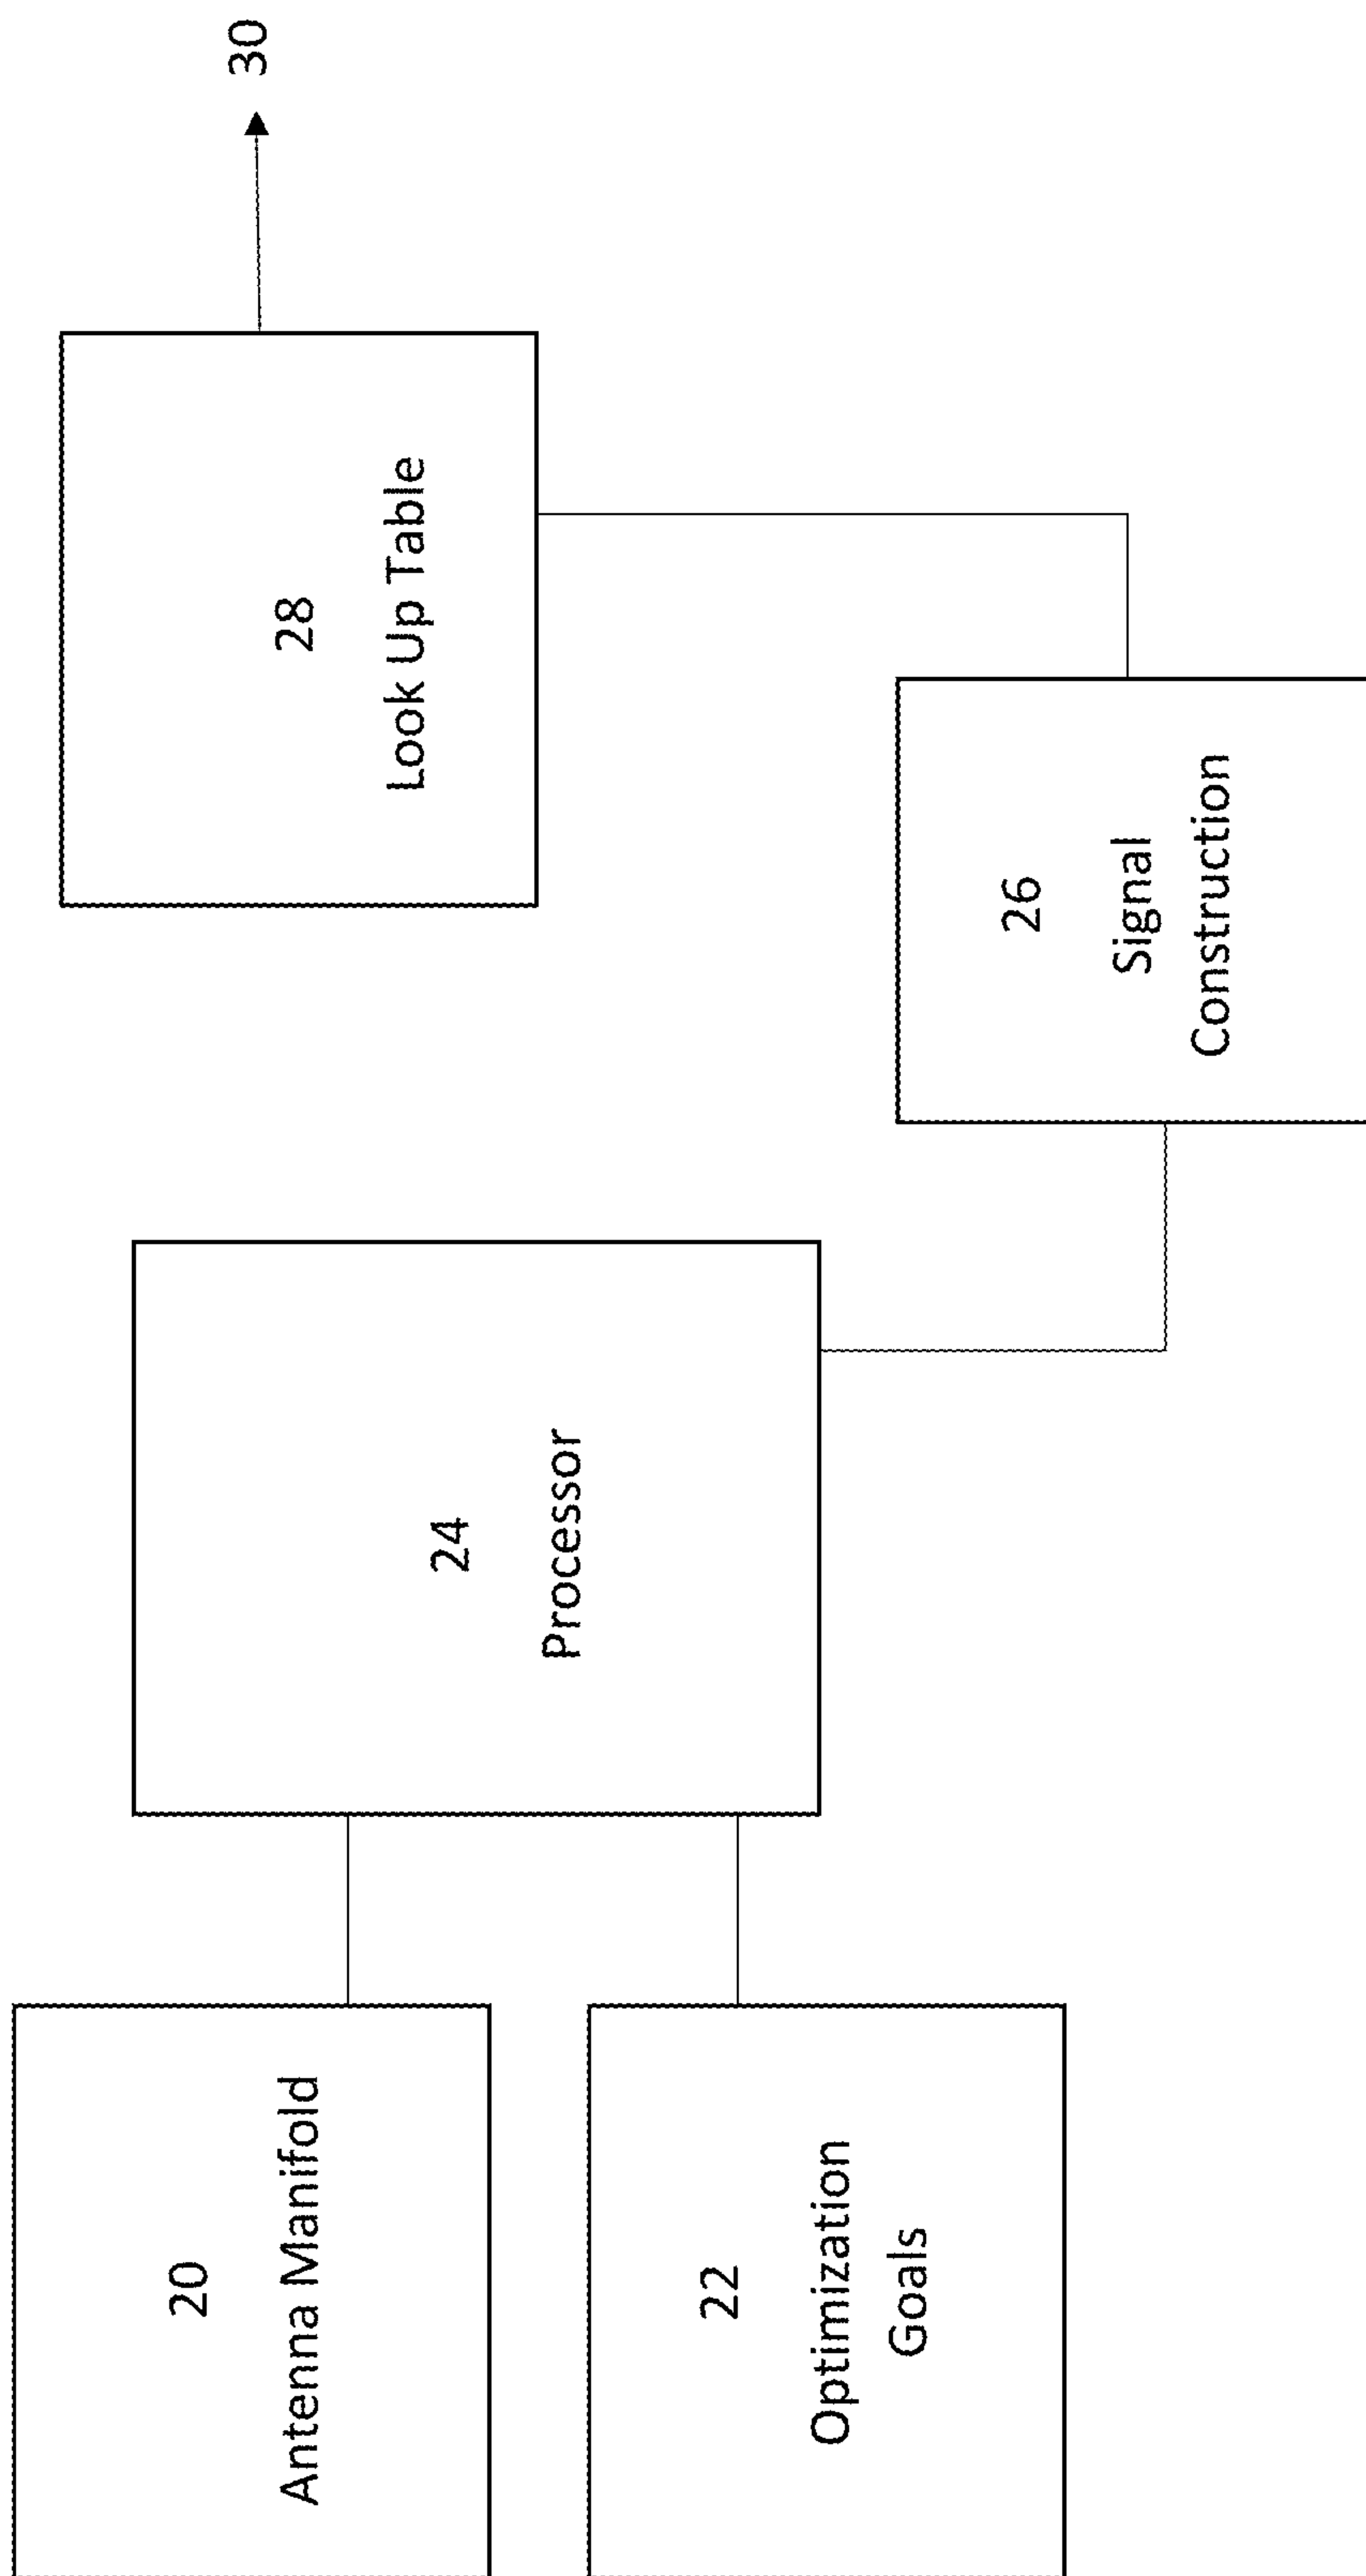 20
Antenna Manifold
22
Optimization
Goals
24
Processor
26
Signal
Construction
28
Look Up Table
30